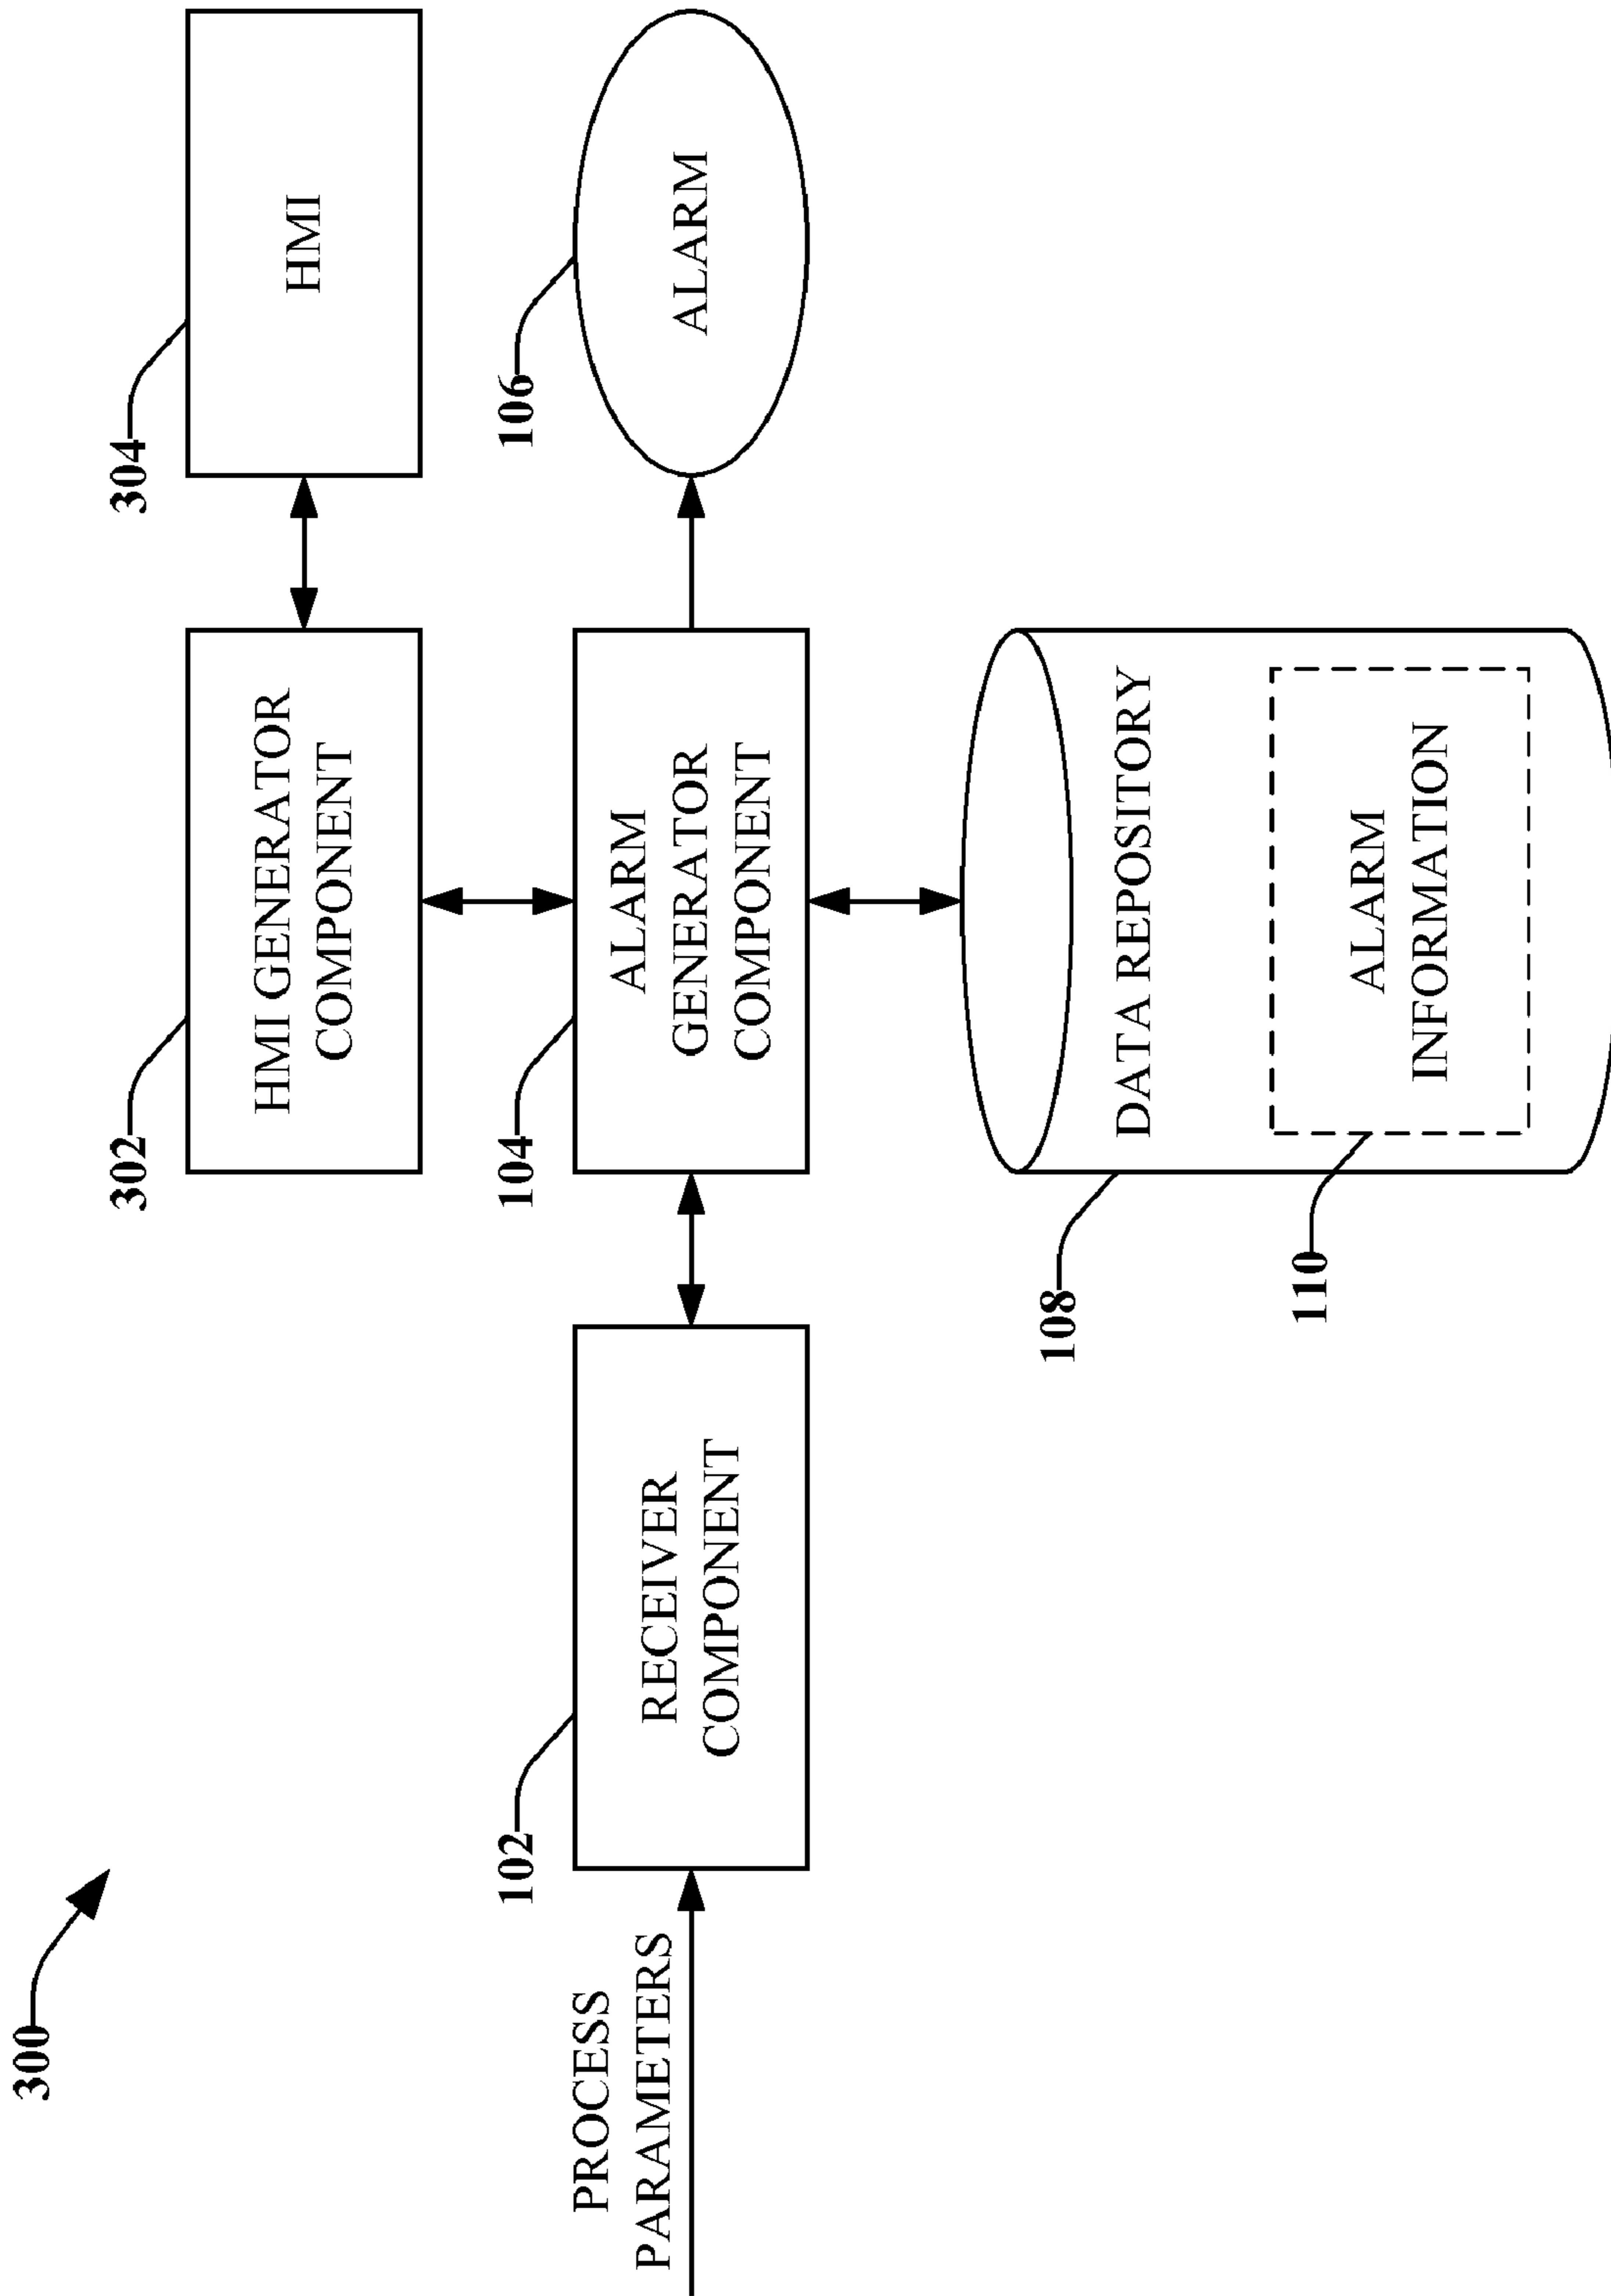 300
302
HMI GENERATOR
COMPONENT
304
HMI
PROCESS
PARAMETERS
102
RECEIVER
COMPONENT
104
ALARM
GENERATOR
COMPONENT
106
ALARM
108
DATA REPOSITORY
110
ALARM
INFORMATION